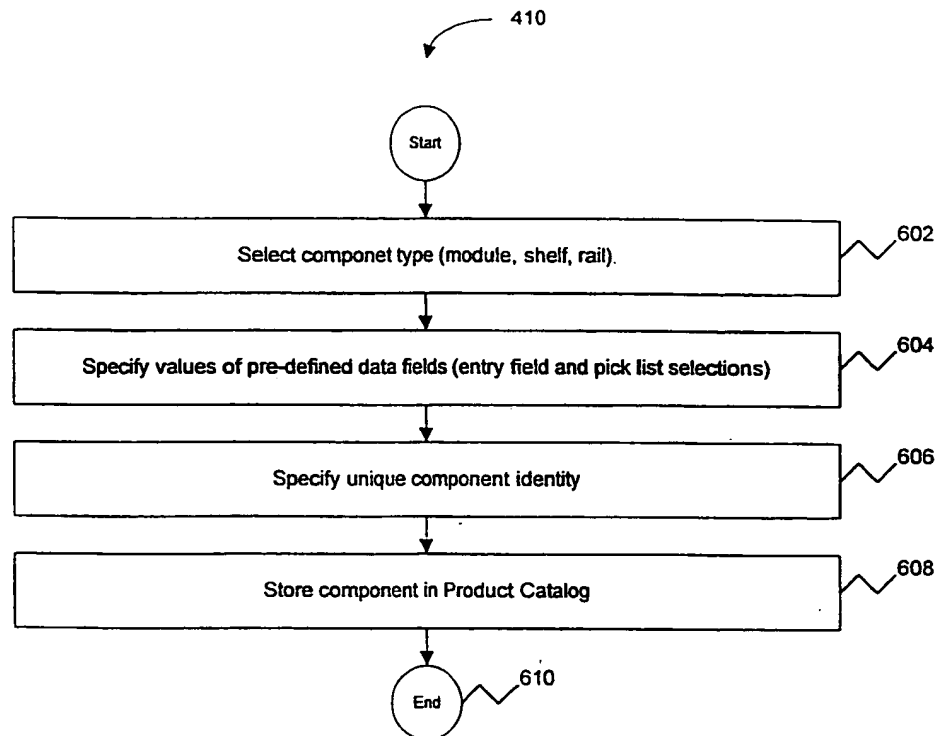 410
Start
Select componet type (module, shelf, rail).
602
Specify values of pre-defined data fields (entry field and pick list selections)
604
Specify unique component identity
606
Store component in Product Catalog
608
End
610